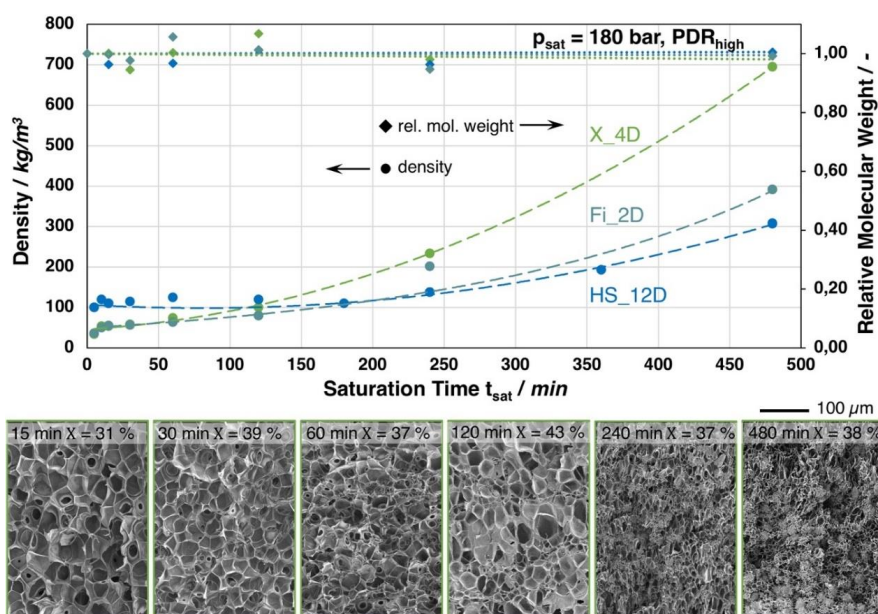 p_sat = 180 bar, PDR_high
800
700
600
500
400
300
200
100
0
Density / kg/m³
1,00
0,80
0,60
0,40
0,20
0,00
Relative Molecular Weight / -
rel. mol. weight
density
X_4D
Fi_2D
HS_12D
0 50 100 150 200 250 300 350 400 450 500
Saturation Time t_sat / min
100 µm
15 min X = 31 %
30 min X = 39 %
60 min X = 37 %
120 min X = 43 %
240 min X = 37 %
480 min X = 38 %